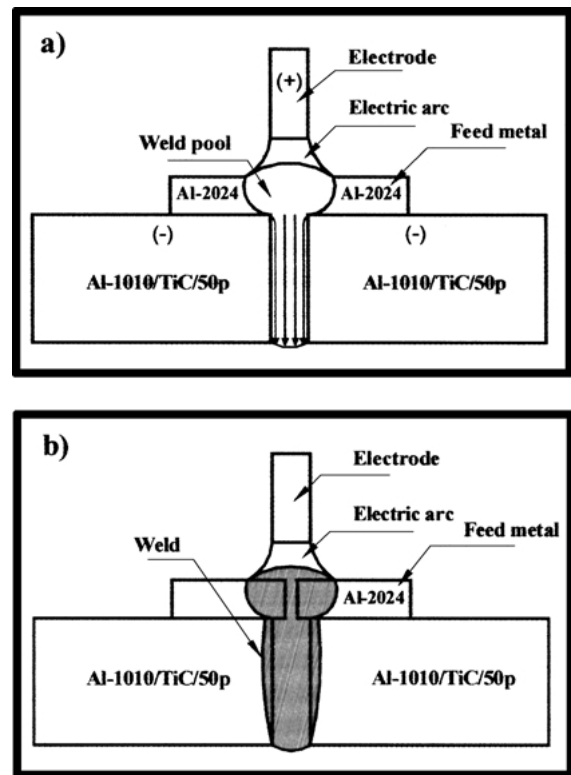 a)
Electrode
(+)
Electric arc
Weld pool
Feed metal
Al-2024
Al-2024
(-)
(-)
Al-1010/TiC/50p
Al-1010/TiC/50p
b)
Electrode
Electric arc
Weld
Feed metal
Al-2024
Al-1010/TiC/50p
Al-1010/TiC/50p